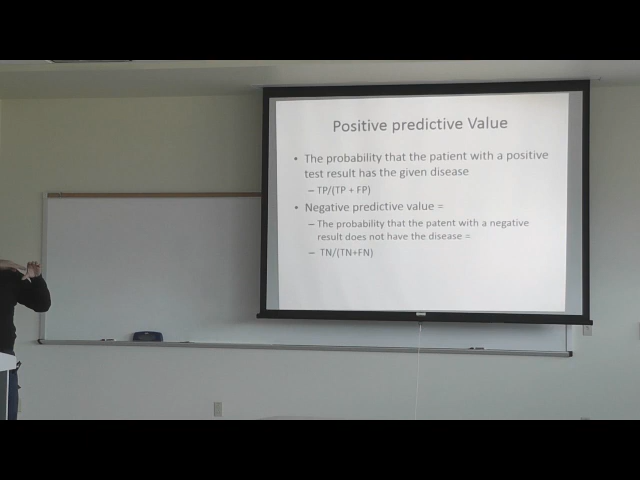 Positive predictive Value
• The probability that the patient with a positive
test result has the given disease
– TP/(TP + FP)
• Negative predictive value =
– The probability that the patent with a negative
result does not have the disease =
– TN/(TN+FN)